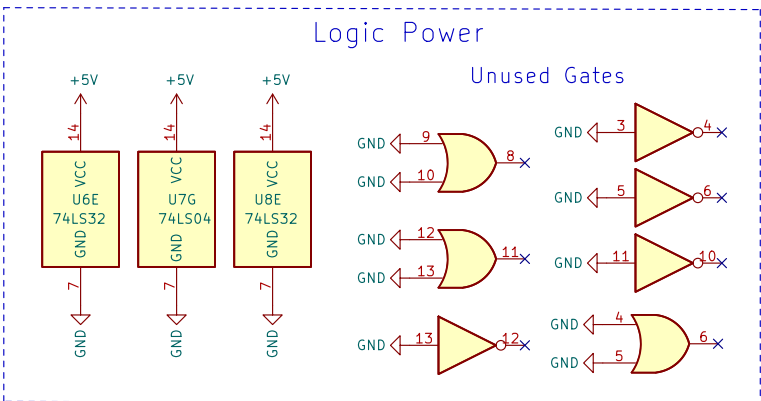 Logic Power
Unused Gates
+5V +5V +5V
14 14 14
VCC VCC VCC
U6E U7G U8E
74LS32 74LS04 74LS32
GND GND GND
7 7 7
GND GND GND
GND 9
GND 10 8
GND 12
GND 13 11
GND 13 12
GND 3 4
GND 5 6
GND 11 10
GND 4
GND 5 6